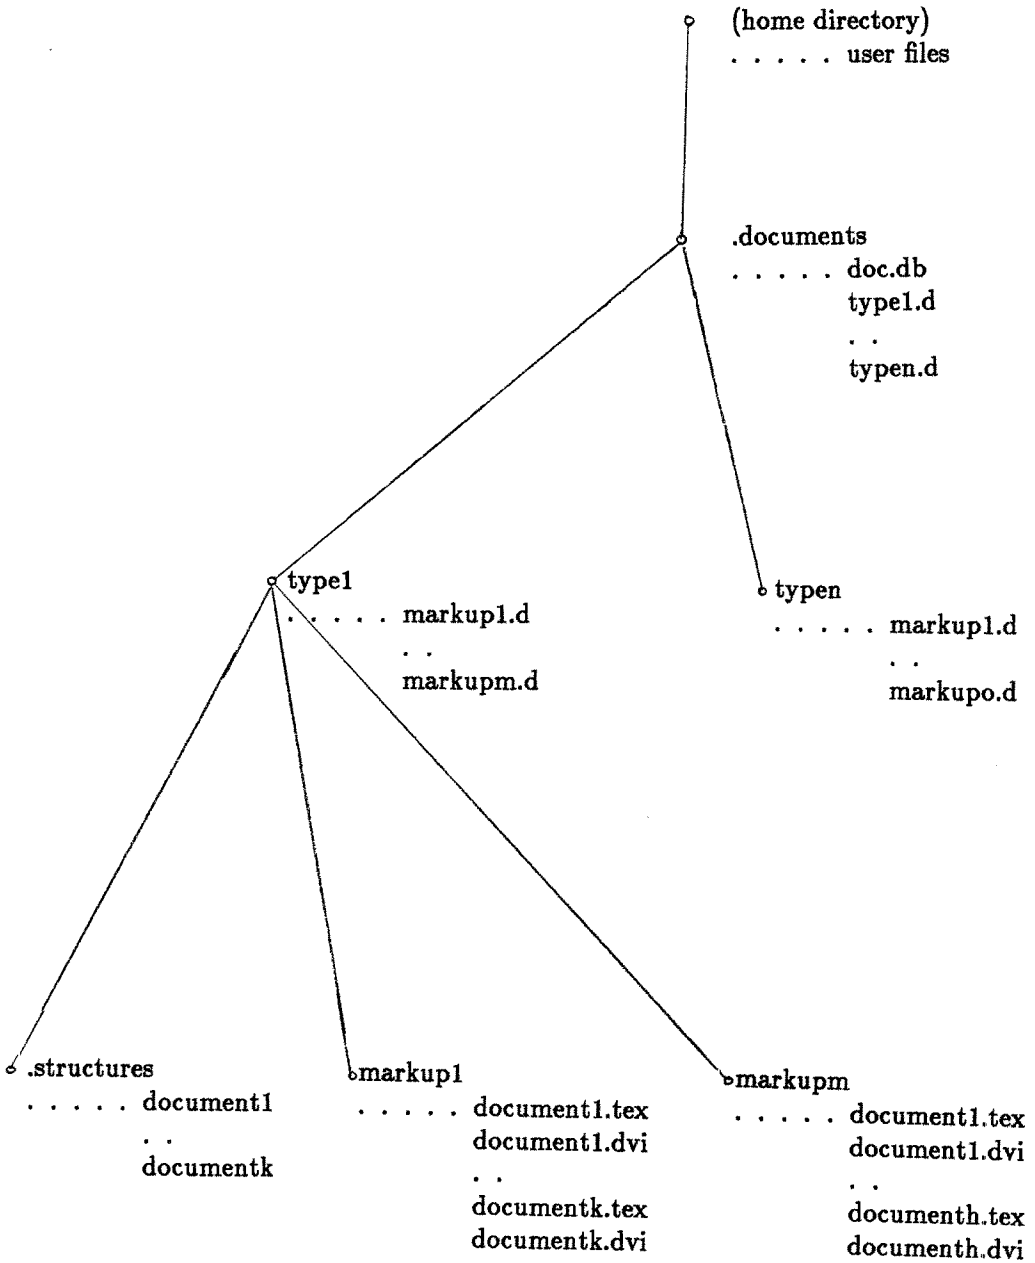 (home directory)
. . . . . user files
.documents
. . . . . doc.db
type1.d
. .
typen.d
type1
. . . . . markup1.d
. .
markupm.d
typen
. . . . . markup1.d
. .
markupo.d
.structures
. . . . . document1
. .
documentk
markup1
. . . . . document1.tex
document1.dvi
. .
documentk.tex
documentk.dvi
markupm
. . . . . document1.tex
document1.dvi
. .
documenth.tex
documenth.dvi